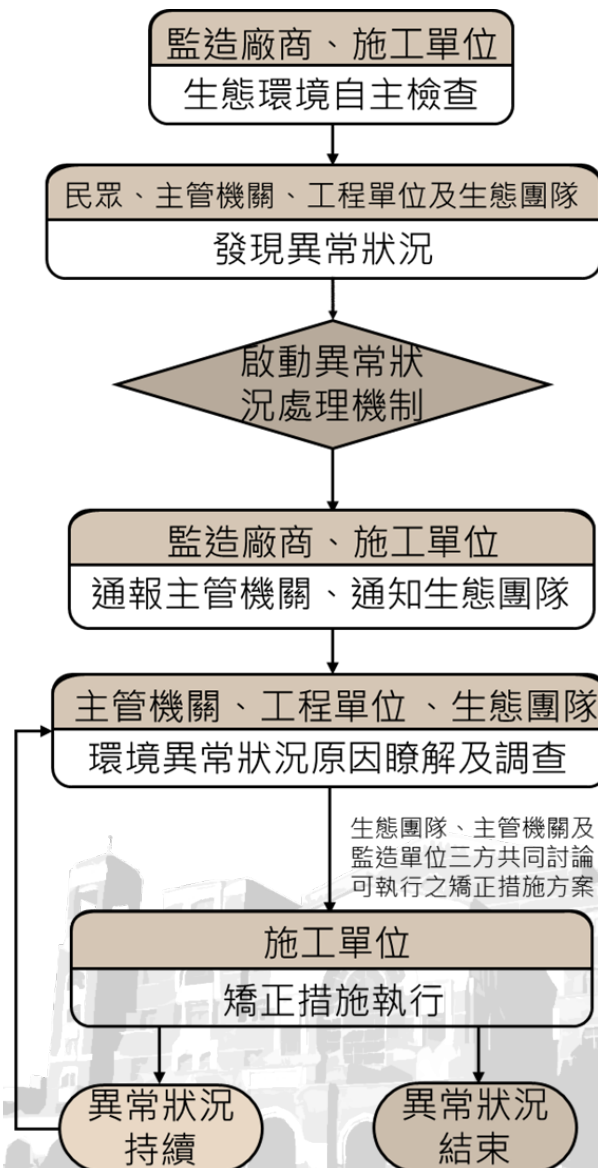 監造廠商、施工單位
生態環境自主檢查
民眾、主管機關、工程單位及生態團隊
發現異常狀況
啟動異常狀
況處理機制
監造廠商、施工單位
通報主管機關、通知生態團隊
主管機關、工程單位、生態團隊
環境異常狀況原因瞭解及調查
生態團隊、主管機關及
監造單位三方共同討論
可執行之矯正措施方案
施工單位
矯正措施執行
異常狀況
持續
異常狀況
結束